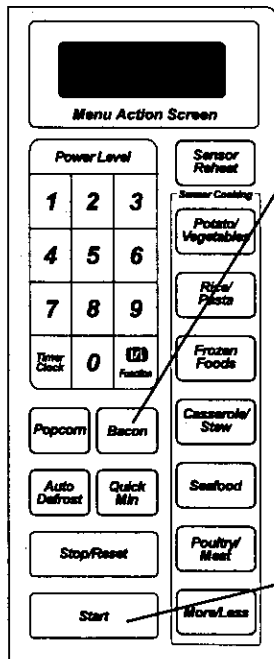 Menu Action Screen
Power Level
1 2 3
4 5 6
7 8 9
Timer
Clock
0
Function
Popcorn
Bacon
Auto
Defrost
Quick
Min
Stop/Reset
Start
Sensor
Reheat
Sensor Cooking
Potato/
Vegetables
Rice/
Pasta
Frozen
Foods
Casserole/
Stew
Seafood
Poultry/
Meat
More/Less